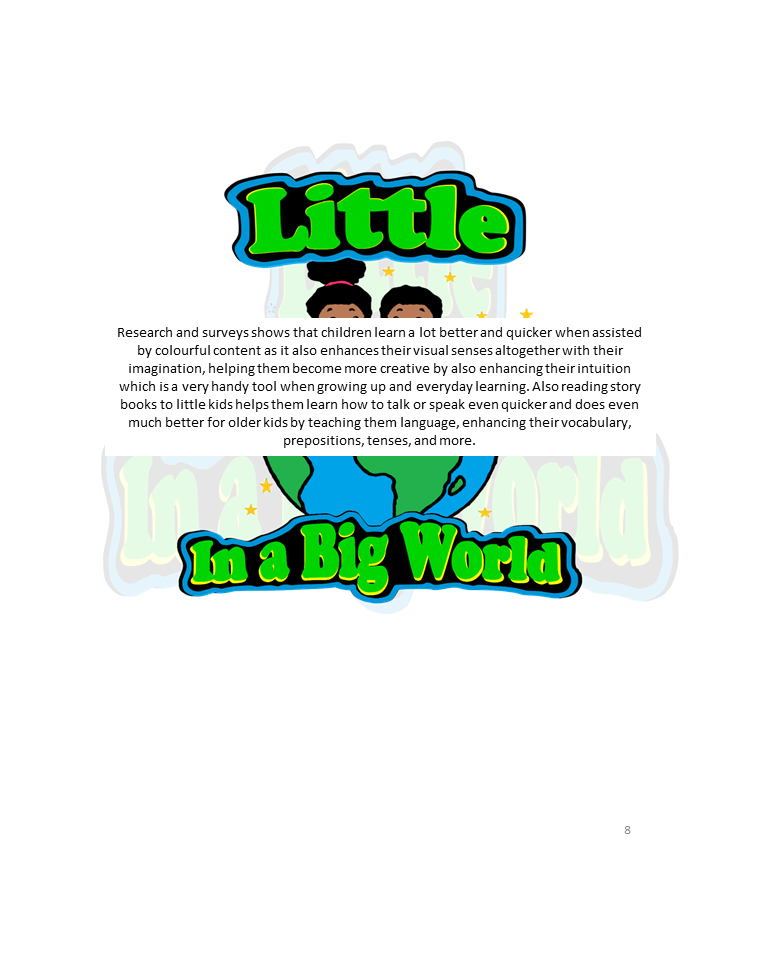 Little
Research and surveys shows that children learn a lot better and quicker when assisted
by colourful content as it also enhances their visual senses altogether with their
imagination, helping them become more creative by also enhancing their intuition
which is a very handy tool when growing up and everyday learning. Also reading story
books to little kids helps them learn how to talk or speak even quicker and does even
much better for older kids by teaching them language, enhancing their vocabulary,
prepositions, tenses, and more.
In a World
In a Big World
8